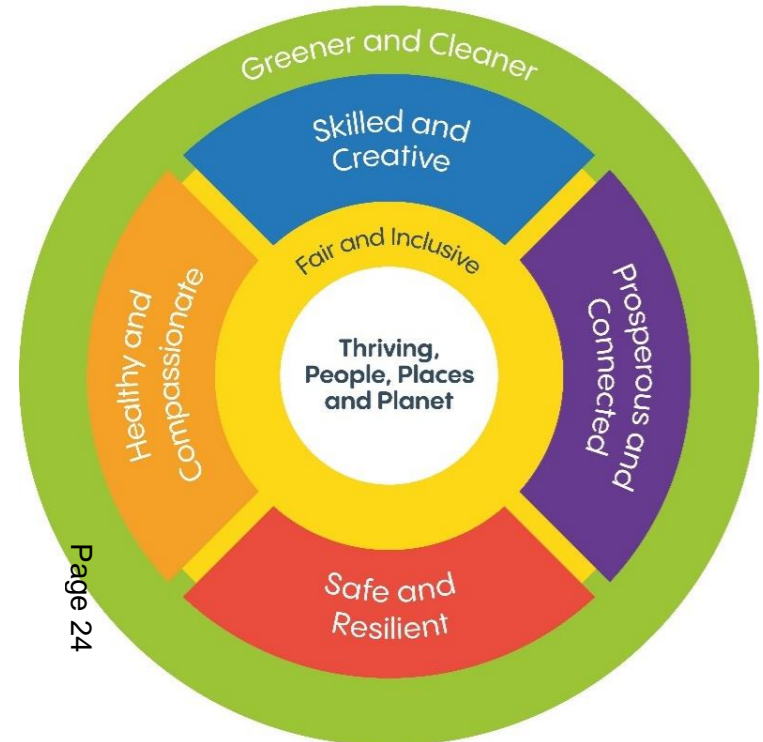 Greener and Cleaner
Skilled and
Creative
Fair and Inclusive
Healthy and
Compassionate
Thriving,
People, Places
and Planet
Prosperous and
Connected
Safe and
Resilient
Page 24